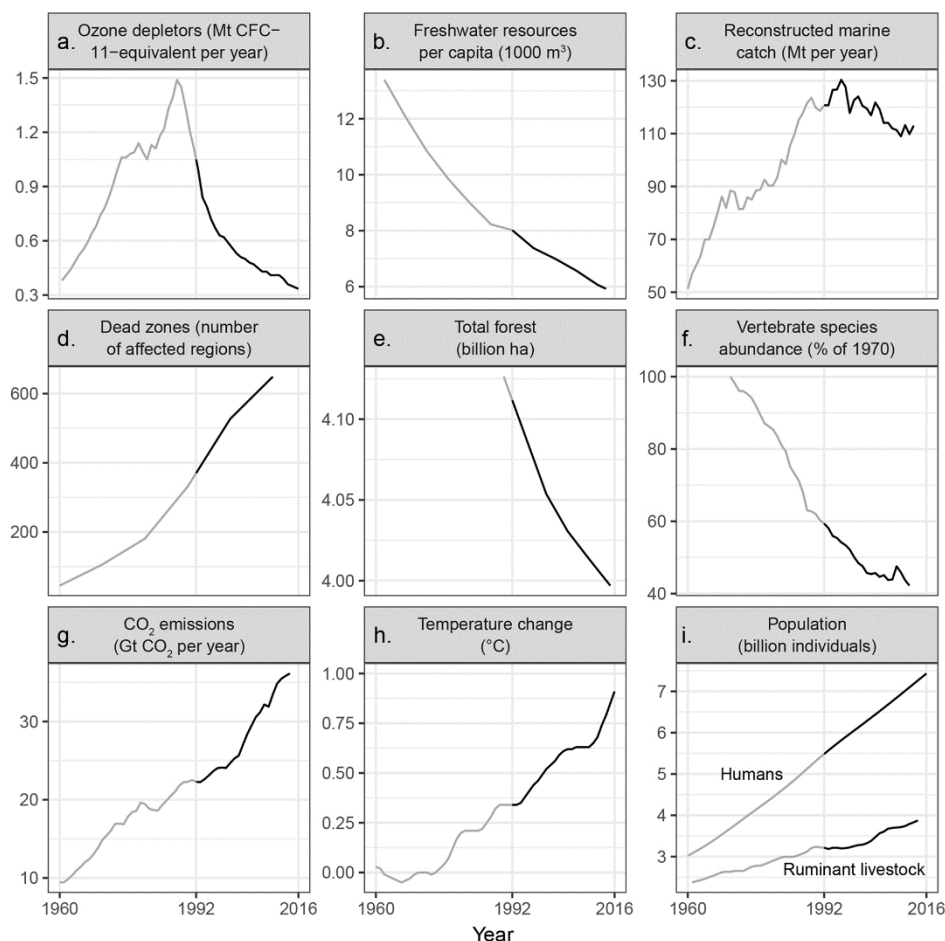 a.
Ozone depletors (Mt CFC−
11−equivalent per year)
b.
Freshwater resources
per capita (1000 m³)
c.
Reconstructed marine
catch (Mt per year)
1.5
1.2
0.9
0.6
0.3
12
10
8
6
130
110
90
70
50
d.
Dead zones (number
of affected regions)
e.
Total forest
(billion ha)
f.
Vertebrate species
abundance (% of 1970)
600
400
200
4.10
4.05
4.00
100
80
60
40
g.
CO₂ emissions
(Gt CO₂ per year)
h.
Temperature change
(°C)
i.
Population
(billion individuals)
30
20
10
1.00
0.75
0.50
0.25
0.00
7
6
5
4
3
Humans
Ruminant livestock
1960 1992 2016
1960 1992 2016
1960 1992 2016
Year